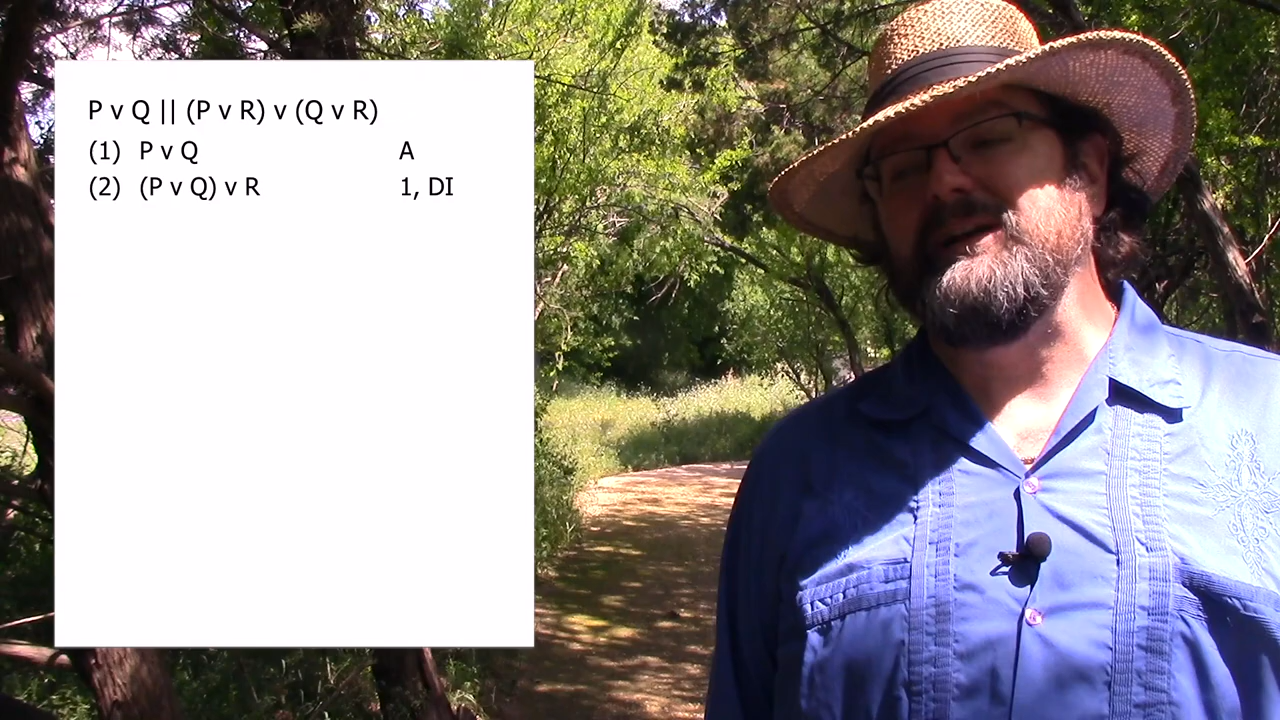 P v Q || (P v R) v (Q v R)
(1) P v Q A
(2) (P v Q) v R 1, DI